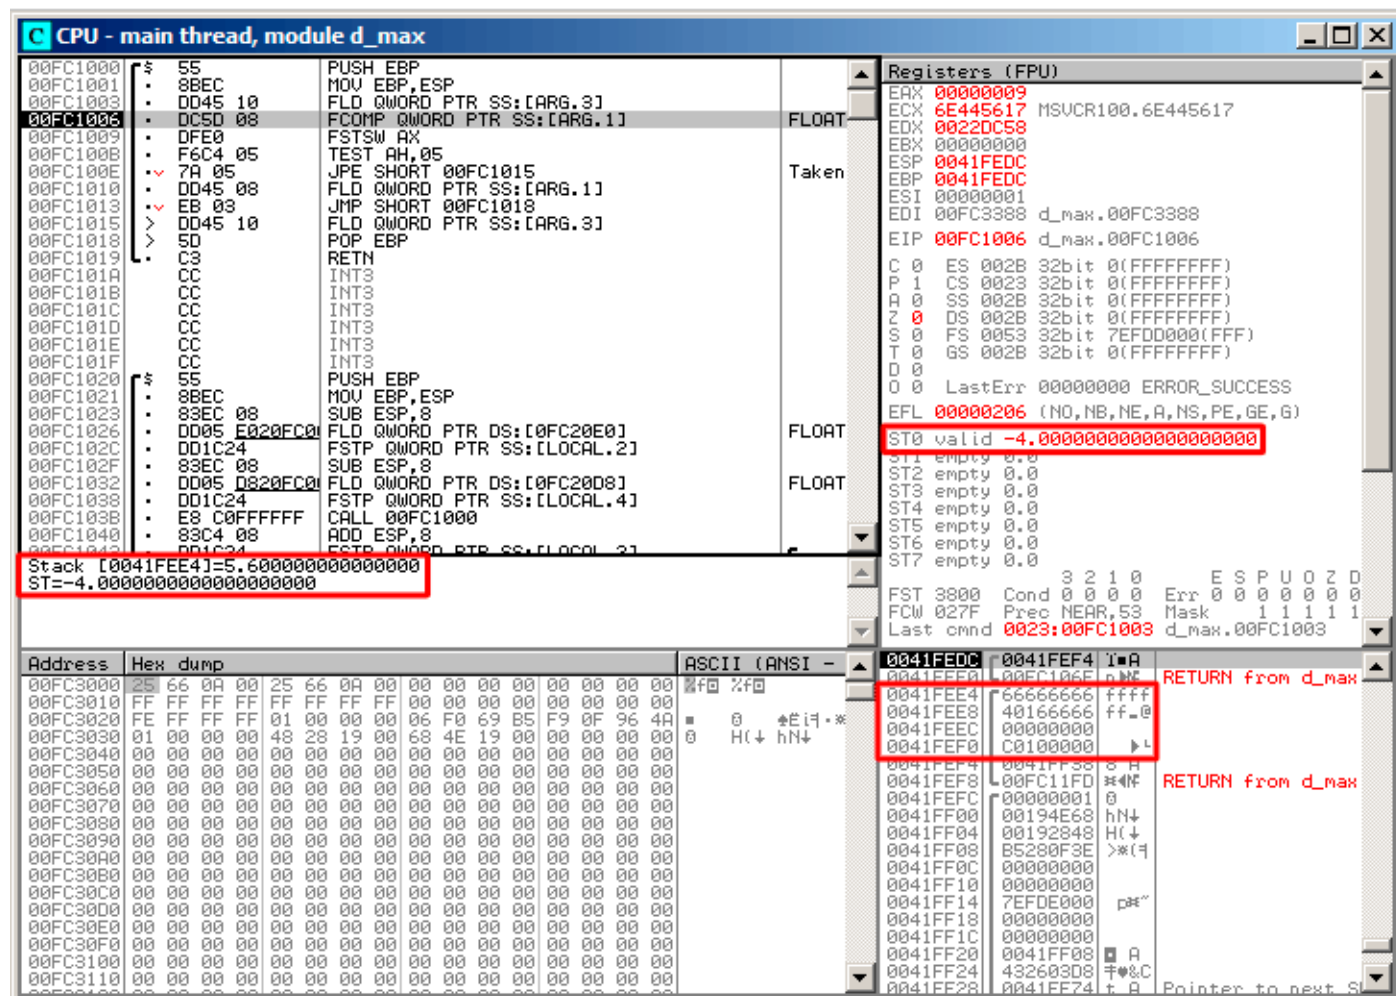 C CPU - main thread, module d_max
00FC1000 $ 55 PUSH EBP
00FC1001 . 8BEC MOV EBP,ESP
00FC1003 . DD45 10 FLD QWORD PTR SS:[ARG.3]
00FC1006 . DC5D 08 FCOMP QWORD PTR SS:[ARG.1] FLOAT
00FC1009 . DFE0 FSTSW AX
00FC100B . F6C4 05 TEST AH,05
00FC100E . 7A 05 JPE SHORT 00FC1015 Taken
00FC1010 . DD45 08 FLD QWORD PTR SS:[ARG.1]
00FC1013 . EB 03 JMP SHORT 00FC1018
00FC1015 > DD45 10 FLD QWORD PTR SS:[ARG.3]
00FC1018 > 5D POP EBP
00FC1019 . C3 RETN
00FC101A CC INT3
00FC101B CC INT3
00FC101C CC INT3
00FC101D CC INT3
00FC101E CC INT3
00FC101F CC INT3
00FC1020 $ 55 PUSH EBP
00FC1021 . 8BEC MOV EBP,ESP
00FC1023 . 83EC 08 SUB ESP,8
00FC1026 . DD05 E020FC00 FLD QWORD PTR DS:[0FC20E0] FLOAT
00FC102C . DD1C24 FSTP QWORD PTR SS:[LOCAL.2]
00FC102F . 83EC 08 SUB ESP,8
00FC1032 . DD05 D820FC00 FLD QWORD PTR DS:[0FC20D8] FLOAT
00FC1038 . DD1C24 FSTP QWORD PTR SS:[LOCAL.4]
00FC103B . E8 C0FFFFFF CALL 00FC1000
00FC1040 . 83C4 08 ADD ESP,8
00FC1043 . DD1C24 FSTP QWORD PTR SS:[LOCAL.2]
Stack [0041FEE4]=5.600000000000000
ST=-4.0000000000000000000
Registers (FPU)
EAX 00000009
ECX 6E445617 MSVCR100.6E445617
EDX 0022DC58
EBX 00000000
ESP 0041FEDC
EBP 0041FEDC
ESI 00000001
EDI 00FC3388 d_max.00FC3388
EIP 00FC1006 d_max.00FC1006
C 0 ES 002B 32bit 0(FFFFFFFF)
P 1 CS 0023 32bit 0(FFFFFFFF)
A 0 SS 002B 32bit 0(FFFFFFFF)
Z 0 DS 002B 32bit 0(FFFFFFFF)
S 0 FS 0053 32bit 7EFDD000(FFF)
T 0 GS 002B 32bit 0(FFFFFFFF)
D 0
O 0 LastErr 00000000 ERROR_SUCCESS
EFL 00000206 (NO,NB,NE,A,NS,PE,GE,G)
ST0 valid -4.0000000000000000000
ST1 empty 0.0
ST2 empty 0.0
ST3 empty 0.0
ST4 empty 0.0
ST5 empty 0.0
ST6 empty 0.0
ST7 empty 0.0
3 2 1 0 E S P U O Z D
FST 3800 Cond 0 0 0 0 Err 0 0 0 0 0 0 0
FCW 027F Prec NEAR,53 Mask 1 1 1 1 1
Last cmnd 0023:00FC1003 d_max.00FC1003
Address Hex dump ASCII (ANSI -
00FC3000 25 66 0A 00 25 66 0A 00 00 00 00 00 00 00 00 00 %f %f
00FC3010 FF FF FF FF FF FF FF FF 00 00 00 00 00 00 00 00
00FC3020 FE FF FF FF 01 00 00 00 06 F0 69 B5 F9 0F 96 4A
00FC3030 01 00 00 00 48 28 19 00 68 4E 19 00 00 00 00 00 H(↓ hN↓
00FC3040 00 00 00 00 00 00 00 00 00 00 00 00 00 00 00 00
00FC3050 00 00 00 00 00 00 00 00 00 00 00 00 00 00 00 00
00FC3060 00 00 00 00 00 00 00 00 00 00 00 00 00 00 00 00
00FC3070 00 00 00 00 00 00 00 00 00 00 00 00 00 00 00 00
00FC3080 00 00 00 00 00 00 00 00 00 00 00 00 00 00 00 00
00FC3090 00 00 00 00 00 00 00 00 00 00 00 00 00 00 00 00
00FC30A0 00 00 00 00 00 00 00 00 00 00 00 00 00 00 00 00
00FC30B0 00 00 00 00 00 00 00 00 00 00 00 00 00 00 00 00
00FC30C0 00 00 00 00 00 00 00 00 00 00 00 00 00 00 00 00
00FC30D0 00 00 00 00 00 00 00 00 00 00 00 00 00 00 00 00
00FC30E0 00 00 00 00 00 00 00 00 00 00 00 00 00 00 00 00
00FC30F0 00 00 00 00 00 00 00 00 00 00 00 00 00 00 00 00
00FC3100 00 00 00 00 00 00 00 00 00 00 00 00 00 00 00 00
00FC3110 00 00 00 00 00 00 00 00 00 00 00 00 00 00 00 00
0041FEDC 0041FEF4
0041FEE0 00FC106E RETURN from d_max
0041FEE4 66666666 ffff
0041FEE8 40166666 ff
0041FEEC 00000000
0041FEF0 C0100000
0041FEF4 0041FF38 8 A
0041FEF8 00FC11FD RETURN from d_max
0041FEFC 00000001
0041FF00 00194E68 hN↓
0041FF04 00192848 H(↓
0041FF08 B5280F3E
0041FF0C 00000000
0041FF10 00000000
0041FF14 7EFDE000
0041FF18 00000000
0041FF1C 00000000
0041FF20 0041FF08
0041FF24 432603D8
0041FF28 0041FF74 t A Pointer to next